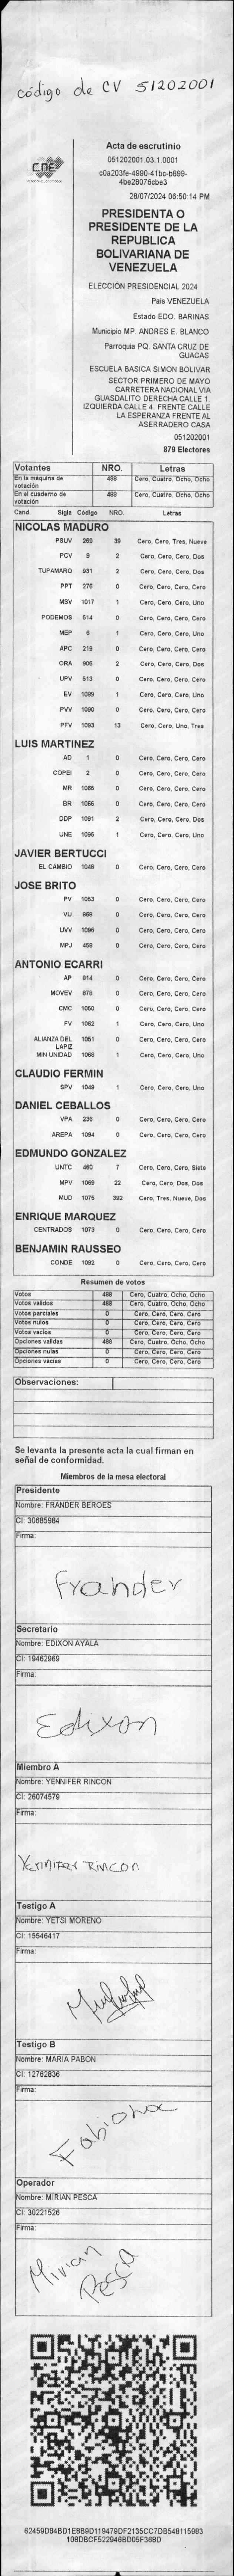 código de CV 51202001
CNE
Acta de escrutinio
051202001.03.1.0001
c0a203fe-4990-41bc-b899-
4be28076cbe3
28/07/2024 06:50:14 PM
PRESIDENTA O
PRESIDENTE DE LA
REPUBLICA
BOLIVARIANA DE
VENEZUELA
ELECCIÓN PRESIDENCIAL 2024
País VENEZUELA
Estado EDO. BARINAS
Municipio MP. ANDRES E. BLANCO
Parroquia PQ. SANTA CRUZ DE
GUACAS
ESCUELA BASICA SIMON BOLIVAR
SECTOR PRIMERO DE MAYO
CARRETERA NACIONAL VIA
GUASDALITO DERECHA CALLE 1.
IZQUIERDA CALLE 4. FRENTE CALLE
LA ESPERANZA FRENTE AL
ASERRADERO CASA
051202001
879 Electores
Votantes NRO. Letras
En la máquina de votación 488 Cero, Cuatro, Ocho, Ocho
En el cuaderno de votación 488 Cero, Cuatro, Ocho, Ocho
Cand. Sigla Código NRO. Letras
NICOLAS MADURO
PSUV 269 39 Cero, Cero, Tres, Nueve
PCV 9 2 Cero, Cero, Cero, Dos
TUPAMARO 931 2 Cero, Cero, Cero, Dos
PPT 276 0 Cero, Cero, Cero, Cero
MSV 1017 1 Cero, Cero, Cero, Uno
PODEMOS 514 0 Cero, Cero, Cero, Cero
MEP 6 1 Cero, Cero, Cero, Uno
APC 219 0 Cero, Cero, Cero, Cero
ORA 906 2 Cero, Cero, Cero, Dos
UPV 513 0 Cero, Cero, Cero, Cero
EV 1089 1 Cero, Cero, Cero, Uno
PVV 1090 0 Cero, Cero, Cero, Cero
PFV 1093 13 Cero, Cero, Uno, Tres
LUIS MARTINEZ
AD 1 0 Cero, Cero, Cero, Cero
COPEI 2 0 Cero, Cero, Cero, Cero
MR 1065 0 Cero, Cero, Cero, Cero
BR 1066 0 Cero, Cero, Cero, Cero
DDP 1091 2 Cero, Cero, Cero, Dos
UNE 1095 1 Cero, Cero, Cero, Uno
JAVIER BERTUCCI
EL CAMBIO 1048 0 Cero, Cero, Cero, Cero
JOSE BRITO
PV 1053 0 Cero, Cero, Cero, Cero
VU 868 0 Cero, Cero, Cero, Cero
UVV 1096 0 Cero, Cero, Cero, Cero
MPJ 459 0 Cero, Cero, Cero, Cero
ANTONIO ECARRI
AP 814 0 Cero, Cero, Cero, Cero
MOVEV 878 0 Cero, Cero, Cero, Cero
CMC 1050 0 Cero, Cero, Cero, Cero
FV 1062 1 Cero, Cero, Cero, Uno
ALIANZA DEL LAPIZ 1051 0 Cero, Cero, Cero, Cero
MIN UNIDAD 1068 1 Cero, Cero, Cero, Uno
CLAUDIO FERMIN
SPV 1049 1 Cero, Cero, Cero, Uno
DANIEL CEBALLOS
VPA 236 0 Cero, Cero, Cero, Cero
AREPA 1094 0 Cero, Cero, Cero, Cero
EDMUNDO GONZALEZ
UNTC 460 7 Cero, Cero, Cero, Siete
MPV 1069 22 Cero, Cero, Dos, Dos
MUD 1075 392 Cero, Tres, Nueve, Dos
ENRIQUE MARQUEZ
CENTRADOS 1073 0 Cero, Cero, Cero, Cero
BENJAMIN RAUSSEO
CONDE 1092 0 Cero, Cero, Cero, Cero
Resumen de votos
Votos 488 Cero, Cuatro, Ocho, Ocho
Votos validos 488 Cero, Cuatro, Ocho, Ocho
Votos parciales 0 Cero, Cero, Cero, Cero
Votos nulos 0 Cero, Cero, Cero, Cero
Votos vacios 0 Cero, Cero, Cero, Cero
Opciones validas 488 Cero, Cuatro, Ocho, Ocho
Opciones nulas 0 Cero, Cero, Cero, Cero
Opciones vacias 0 Cero, Cero, Cero, Cero
Observaciones:
Se levanta la presente acta la cual firman en
señal de conformidad.
Miembros de la mesa electoral
Presidente
Nombre: FRANDER BEROES
CI: 30685984
Firma:
Frander
Secretario
Nombre: EDIXON AYALA
CI: 19462969
Firma:
Edixon
Miembro A
Nombre: YENNIFER RINCON
CI: 26074579
Firma:
Yennifer Rincon
Testigo A
Nombre: YETSI MORENO
CI: 15546417
Firma:
Testigo B
Nombre: MARIA PABON
CI: 12762836
Firma:
Fabiona
Operador
Nombre: MIRIAN PESCA
CI: 30221526
Firma:
Mirian
Pesca
62459D84BD1E8B9D119479DF2135CC7DB548115983
108DBCF522946BD05F368D